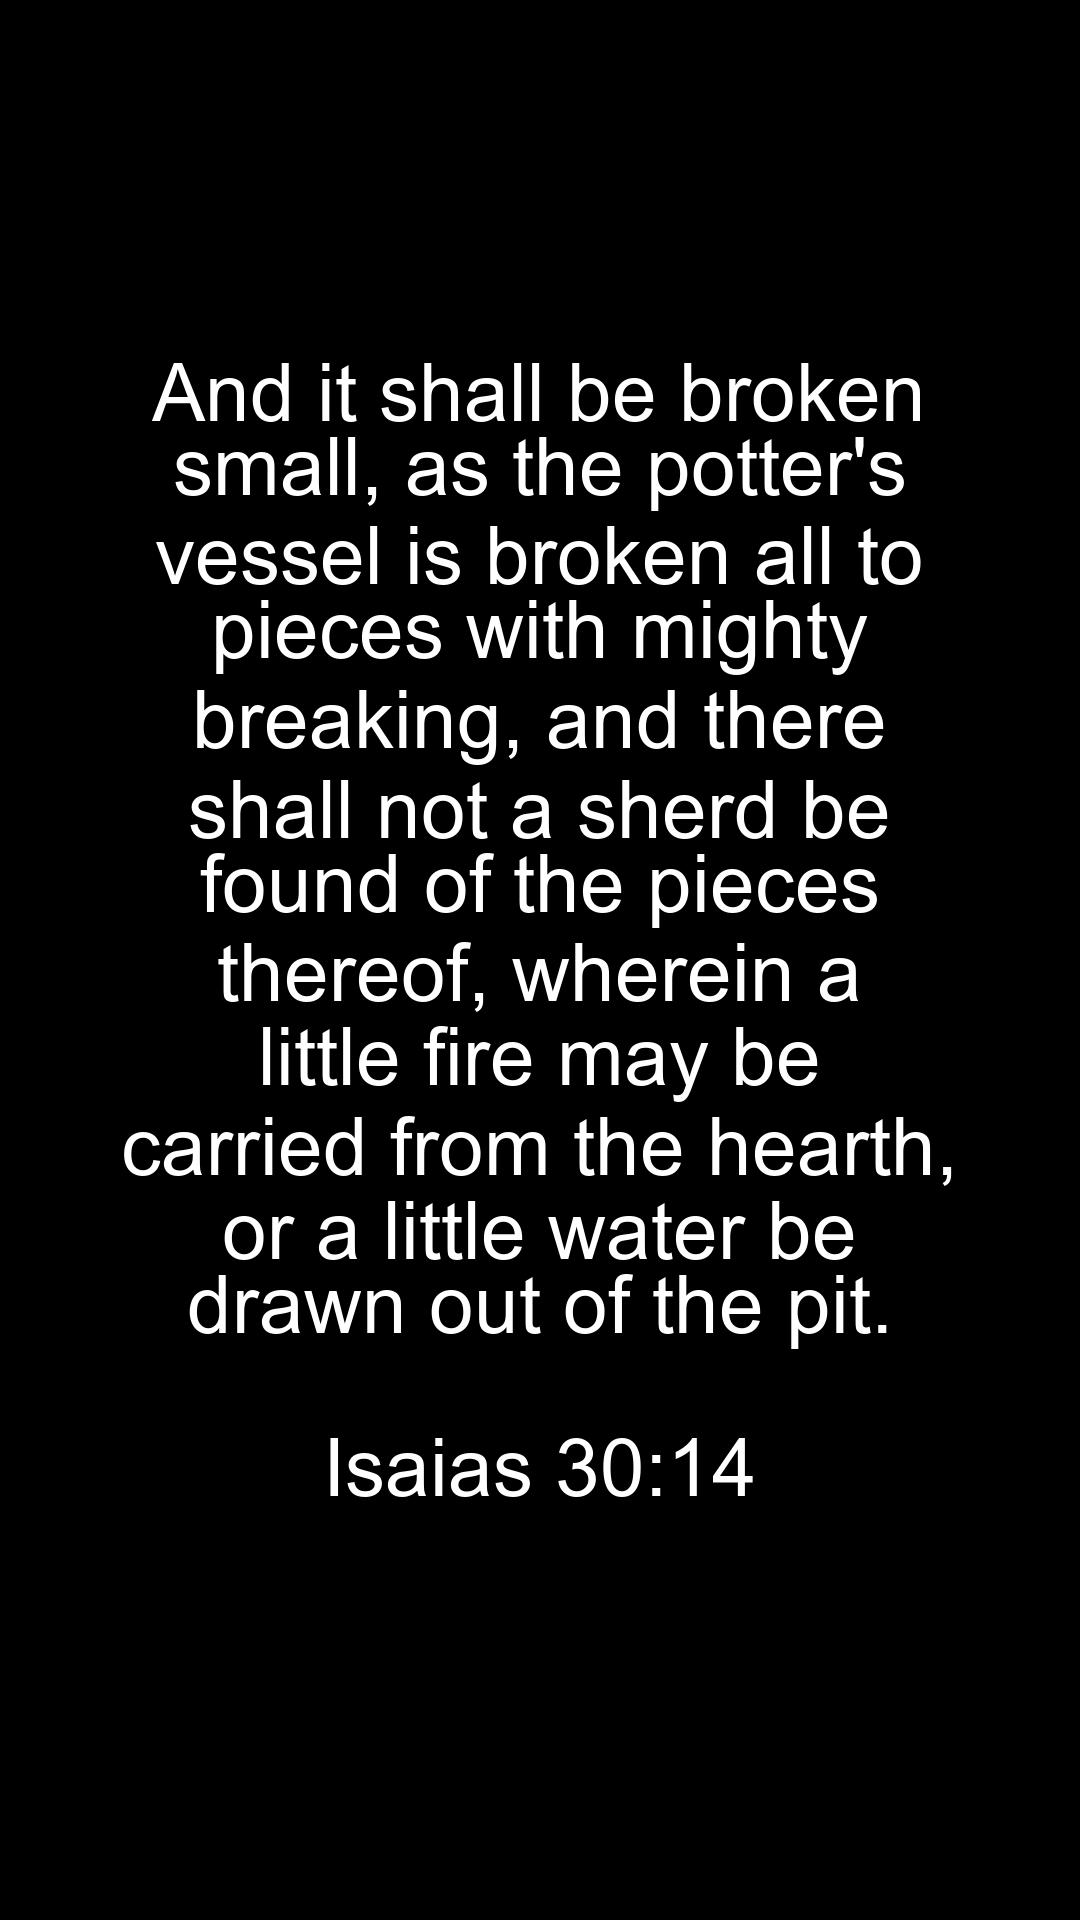 And it shall be broken
small, as the potter's
vessel is broken all to
pieces with mighty
breaking, and there
shall not a sherd be
found of the pieces
thereof, wherein a
little fire may be
carried from the hearth,
or a little water be
drawn out of the pit.
Isaias 30:14